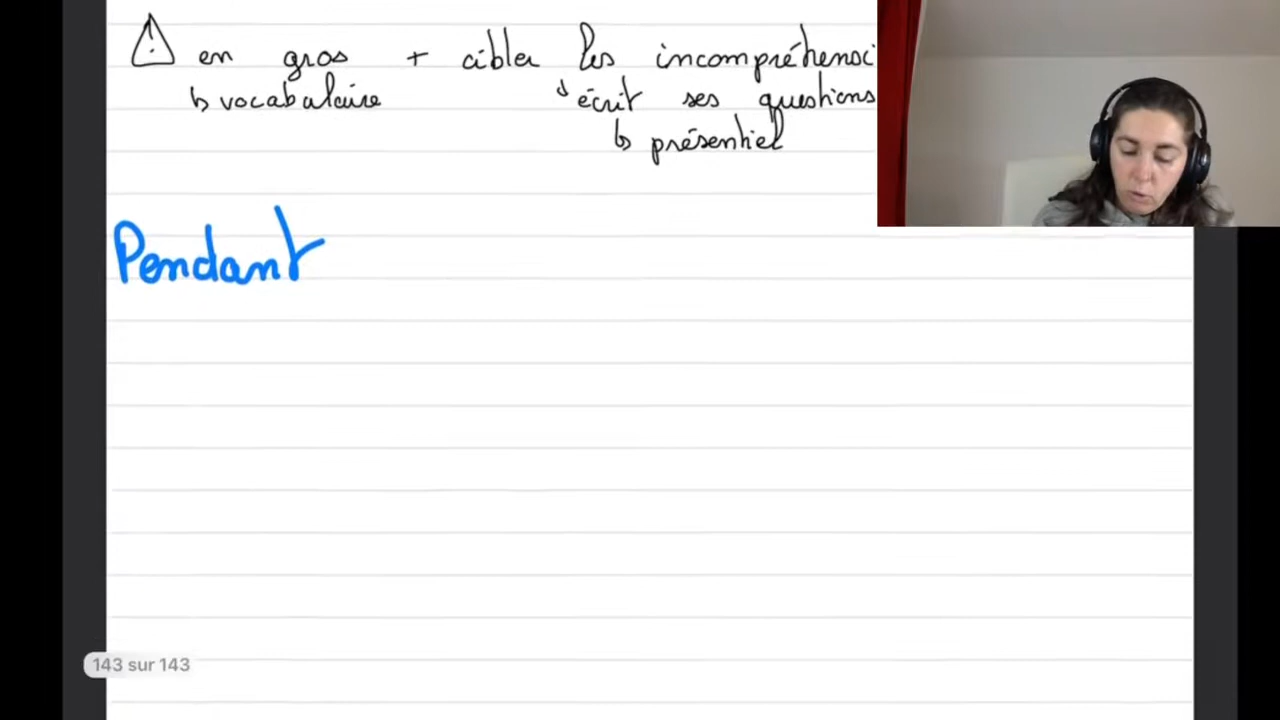 ! en gros + cibler les incompréhensi
↳ vocabulaire ↓ écrit ses questions
↳ présentiel
Pendant
143 sur 143